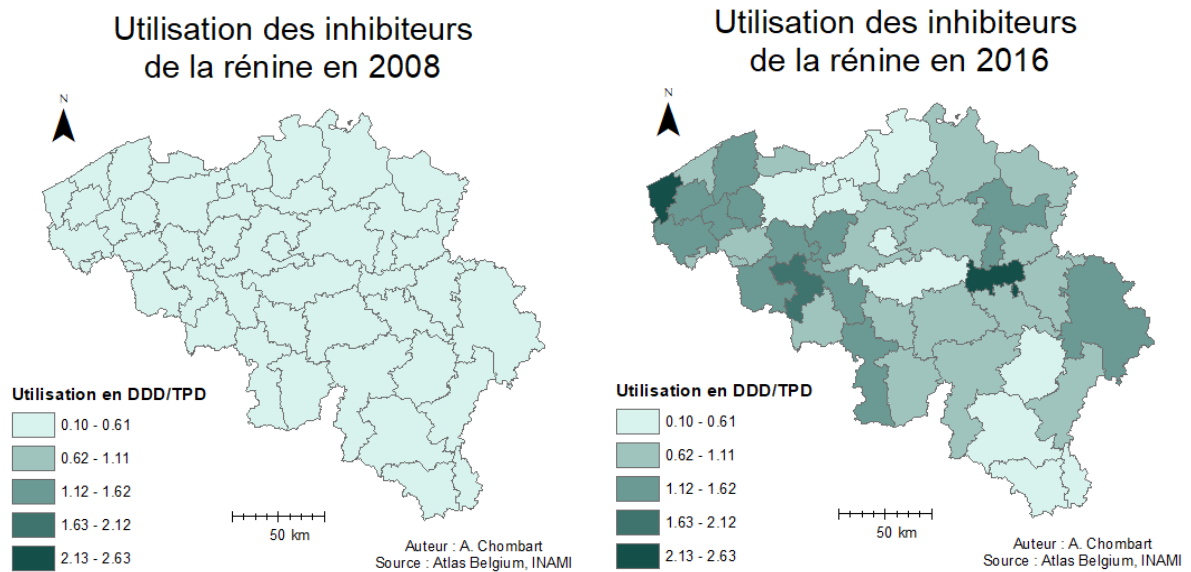 Utilisation des inhibiteurs
de la rénine en 2008
N
Utilisation en DDD/TPD
0.10 - 0.61
0.62 - 1.11
1.12 - 1.62
1.63 - 2.12
2.13 - 2.63
50 km
Auteur : A. Chombart
Source : Atlas Belgium, INAMI
Utilisation des inhibiteurs
de la rénine en 2016
N
Utilisation en DDD/TPD
0.10 - 0.61
0.62 - 1.11
1.12 - 1.62
1.63 - 2.12
2.13 - 2.63
50 km
Auteur : A. Chombart
Source : Atlas Belgium, INAMI